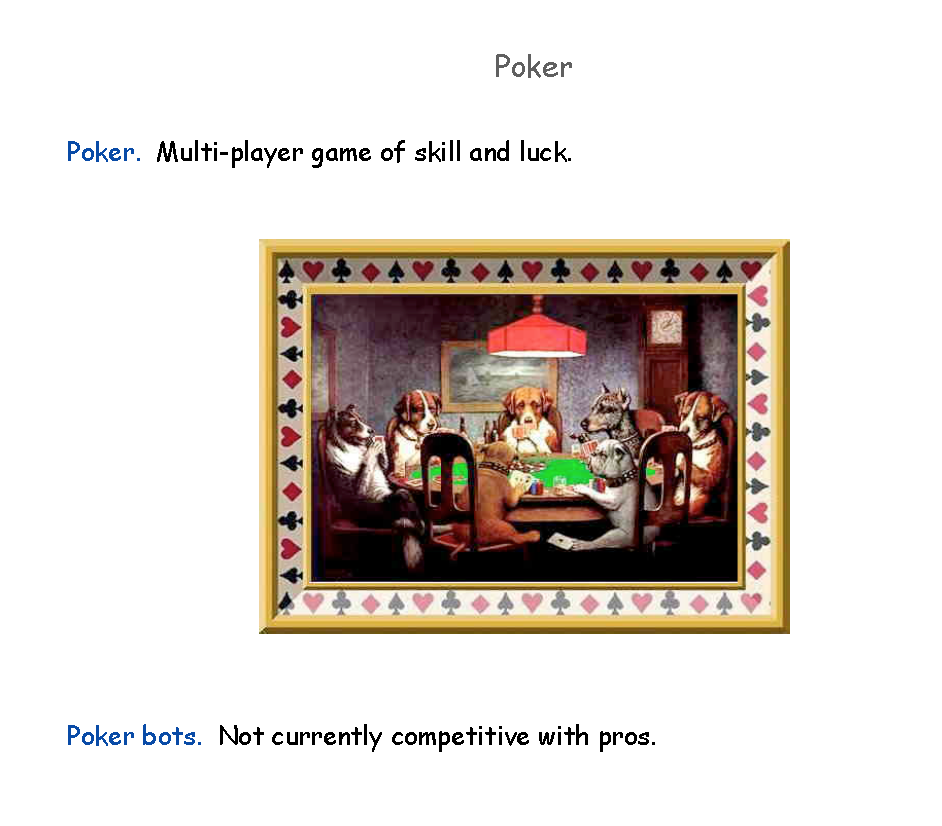 Poker
Poker. Multi-player game of skill and luck.
Poker bots. Not currently competitive with pros.